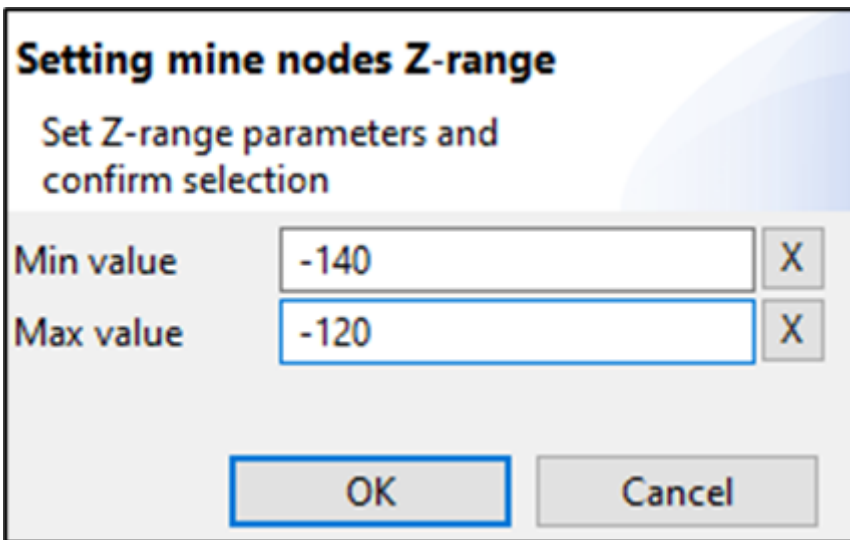 Setting mine nodes Z-range
Set Z-range parameters and
confirm selection
Min value -140 X
Max value -120 X
OK Cancel